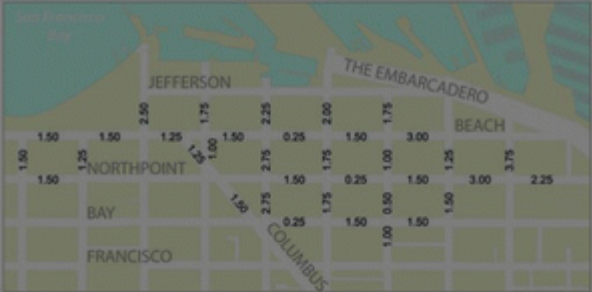 San Francisco
Bay
JEFFERSON
THE EMBARCADERO
2.50 1.75 2.25 2.00 1.75
BEACH
1.50 1.50 1.25 1.50 0.25 1.50 3.00
1.50 1.25 1.25 1.00 2.75 1.75 1.00 1.25 3.75
NORTHPOINT
1.50 1.50 0.25 1.50 3.00 2.25
1.50 2.75 1.75 0.50 1.50
BAY
0.25 1.50 1.50
COLUMBUS
1.00
FRANCISCO